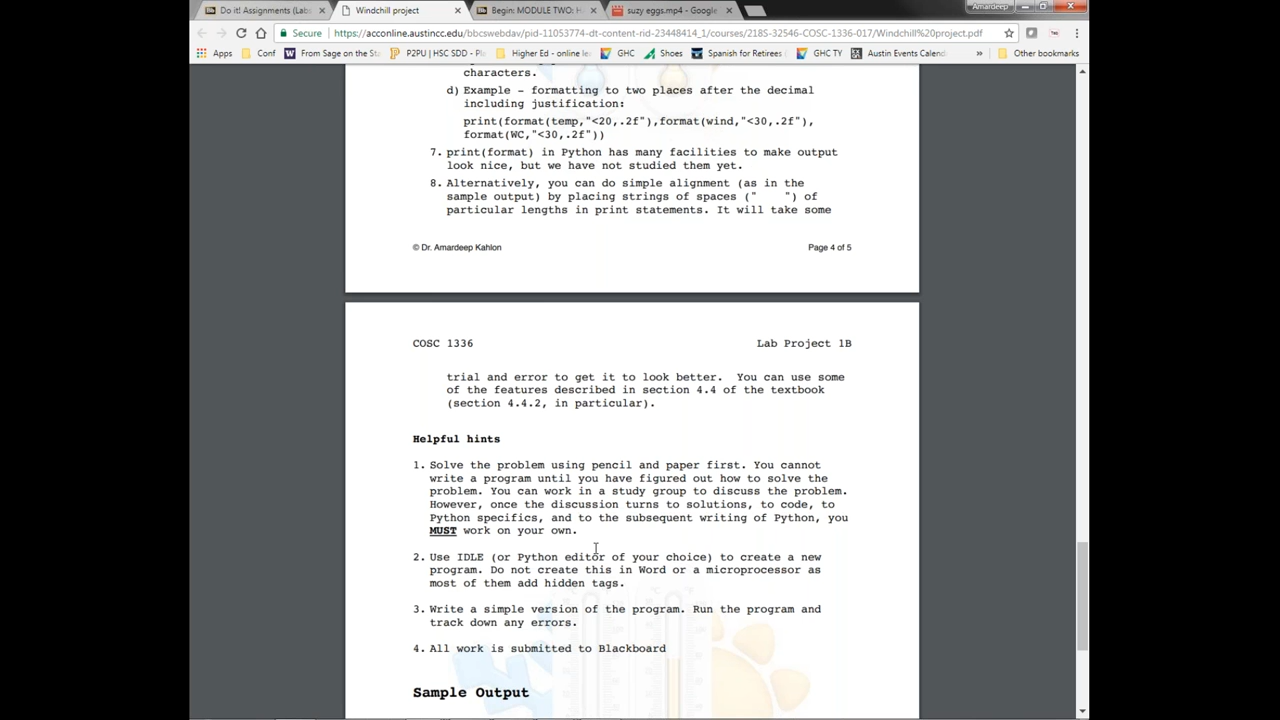 Do it! Assignments (Labs
Windchill project
Begin: MODULE TWO: H
suzy eggs.mp4 - Google
Amardeep
Secure
https://acconline.austincc.edu/bbcswebdav/pid-11053774-dt-content-rid-23448414_1/courses/218S-32546-COSC-1336-017/Windchill%20project.pdf
Apps
Conf
From Sage on the Sta
P2PU | HSC SDD - Pl
Higher Ed - online le
GHC
Shoes
Spanish for Retirees
GHC TY
Austin Events Calend
»
Other bookmarks
characters.
d) Example - formatting to two places after the decimal
including justification:
print(format(temp,"<20,.2f"),format(wind,"<30,.2f"),
format(WC,"<30,.2f"))
7. print(format) in Python has many facilities to make output
look nice, but we have not studied them yet.
8. Alternatively, you can do simple alignment (as in the
sample output) by placing strings of spaces ("    ") of
particular lengths in print statements. It will take some
© Dr. Amardeep Kahlon
Page 4 of 5
COSC 1336
Lab Project 1B
trial and error to get it to look better. You can use some
of the features described in section 4.4 of the textbook
(section 4.4.2, in particular).
Helpful hints
1. Solve the problem using pencil and paper first. You cannot
write a program until you have figured out how to solve the
problem. You can work in a study group to discuss the problem.
However, once the discussion turns to solutions, to code, to
Python specifics, and to the subsequent writing of Python, you
MUST work on your own.
2. Use IDLE (or Python editor of your choice) to create a new
program. Do not create this in Word or a microprocessor as
most of them add hidden tags.
3. Write a simple version of the program. Run the program and
track down any errors.
4. All work is submitted to Blackboard
Sample Output